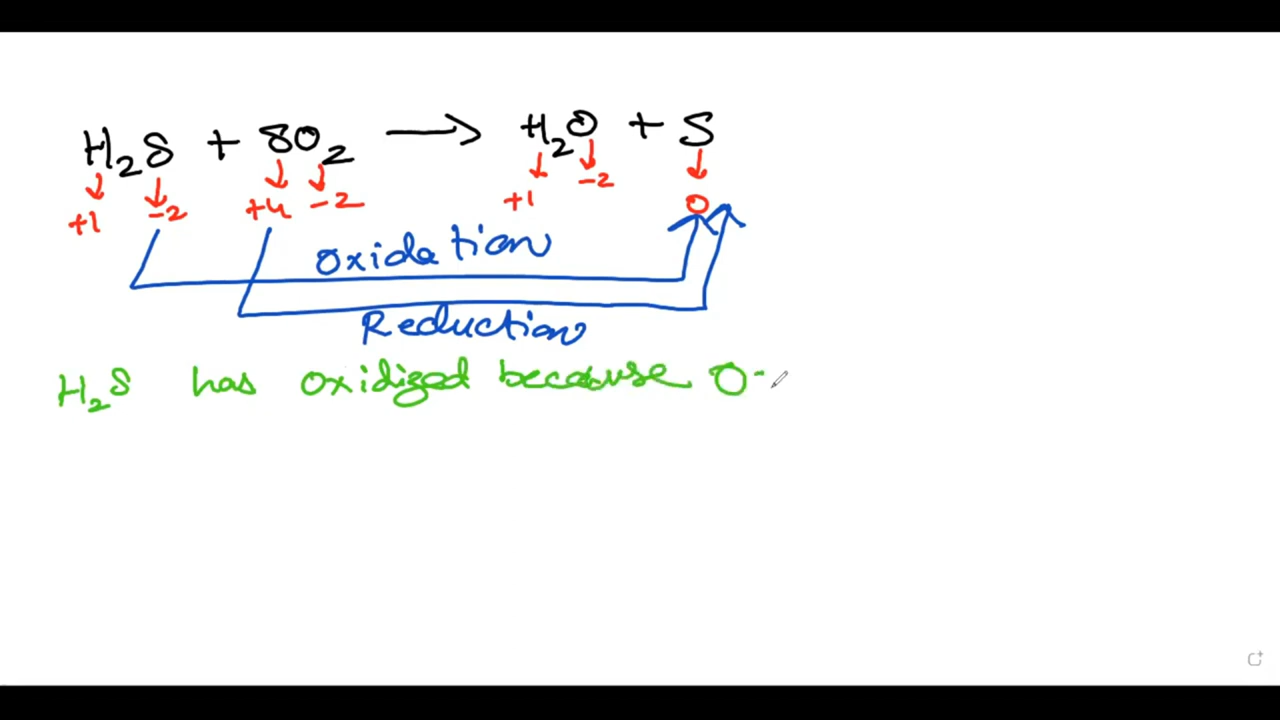 H₂S + SO₂ → H₂O + S
+1 -2 +4 -2 +1 -2 0
Oxidation
Reduction
H₂S has oxidized because O-